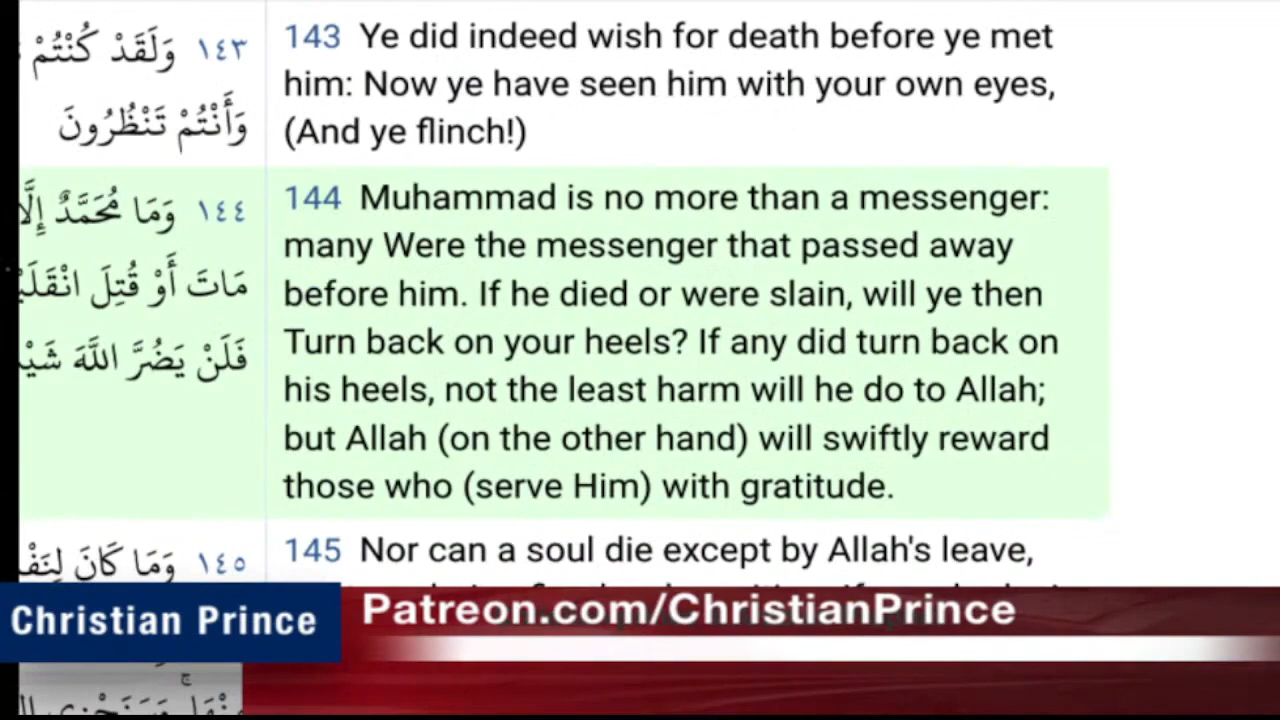 ١٤٣ وَلَقَدْ كُنْتُمْ
وَأَنْتُمْ تَنْظُرُونَ
143 Ye did indeed wish for death before ye met
him: Now ye have seen him with your own eyes,
(And ye flinch!)
١٤٤ وَمَا مُحَمَّدٌ إِلَّا
مَاتَ أَوْ قُتِلَ
فَلَنْ يَضُرَّ اللَّهَ
144 Muhammad is no more than a messenger:
many Were the messenger that passed away
before him. If he died or were slain, will ye then
Turn back on your heels? If any did turn back on
his heels, not the least harm will he do to Allah;
but Allah (on the other hand) will swiftly reward
those who (serve Him) with gratitude.
١٤٥ وَمَا كَانَ
145 Nor can a soul die except by Allah's leave,
Christian Prince
Patreon.com/ChristianPrince